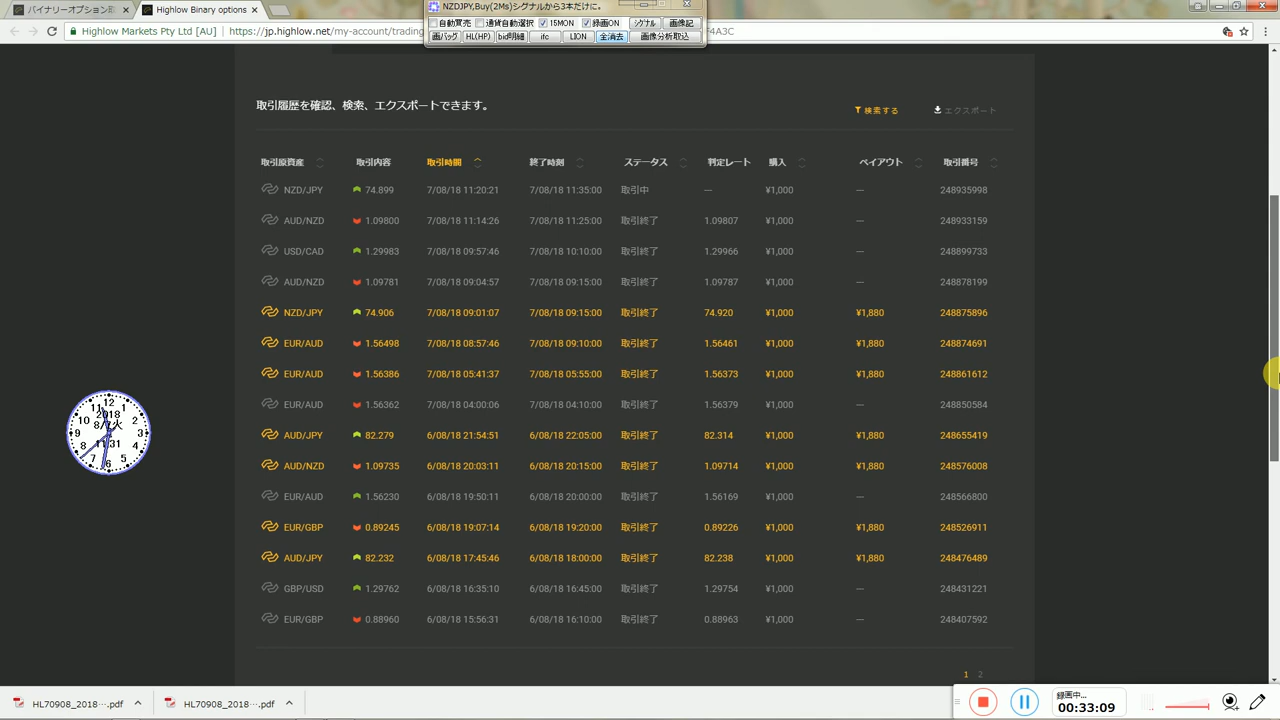 バイナリーオプション取
Highlow Binary options
NZDJPY,Buy(2Ms)シグナルから3本だけに。
Highlow Markets Pty Ltd [AU] https://jp.highlow.net/my-account/trading
4A3C
自動売買 通貨自動選択 15MON 録画ON シグナル 画像記
画バッグ HL(HP) bid明細 ifc LION 全消去 画像分析取込
取引履歴を確認、検索、エクスポートできます。
検索する エクスポート
取引原資産 取引内容 取引時間 終了時刻 ステータス 判定レート 購入 ペイアウト 取引番号
NZD/JPY 74.899 7/08/18 11:20:21 7/08/18 11:35:00 取引中 — ¥1,000 — 248935998
AUD/NZD 1.09800 7/08/18 11:14:26 7/08/18 11:25:00 取引終了 1.09807 ¥1,000 — 248933159
USD/CAD 1.29983 7/08/18 09:57:46 7/08/18 10:10:00 取引終了 1.29966 ¥1,000 — 248899733
AUD/NZD 1.09781 7/08/18 09:04:57 7/08/18 09:15:00 取引終了 1.09787 ¥1,000 — 248878199
NZD/JPY 74.906 7/08/18 09:01:07 7/08/18 09:15:00 取引終了 74.920 ¥1,000 ¥1,880 248875896
EUR/AUD 1.56498 7/08/18 08:57:46 7/08/18 09:10:00 取引終了 1.56461 ¥1,000 ¥1,880 248874691
EUR/AUD 1.56386 7/08/18 05:41:37 7/08/18 05:55:00 取引終了 1.56373 ¥1,000 ¥1,880 248861612
EUR/AUD 1.56362 7/08/18 04:00:06 7/08/18 04:10:00 取引終了 1.56379 ¥1,000 — 248850584
AUD/JPY 82.279 6/08/18 21:54:51 6/08/18 22:05:00 取引終了 82.314 ¥1,000 ¥1,880 248655419
AUD/NZD 1.09735 6/08/18 20:03:11 6/08/18 20:15:00 取引終了 1.09714 ¥1,000 ¥1,880 248576008
EUR/AUD 1.56230 6/08/18 19:50:11 6/08/18 20:00:00 取引終了 1.56169 ¥1,000 — 248566800
EUR/GBP 0.89245 6/08/18 19:07:14 6/08/18 19:20:00 取引終了 0.89226 ¥1,000 ¥1,880 248526911
AUD/JPY 82.232 6/08/18 17:45:46 6/08/18 18:00:00 取引終了 82.238 ¥1,000 ¥1,880 248476489
GBP/USD 1.29762 6/08/18 16:35:10 6/08/18 16:45:00 取引終了 1.29754 ¥1,000 — 248431221
EUR/GBP 0.88960 6/08/18 15:56:31 6/08/18 16:10:00 取引終了 0.88963 ¥1,000 — 248407592
1 2
12 1 2 3 4 5 6 7 8 9 10 11
2018
HL70908_2018....pdf HL70908_2018....pdf
録画中...
00:33:09